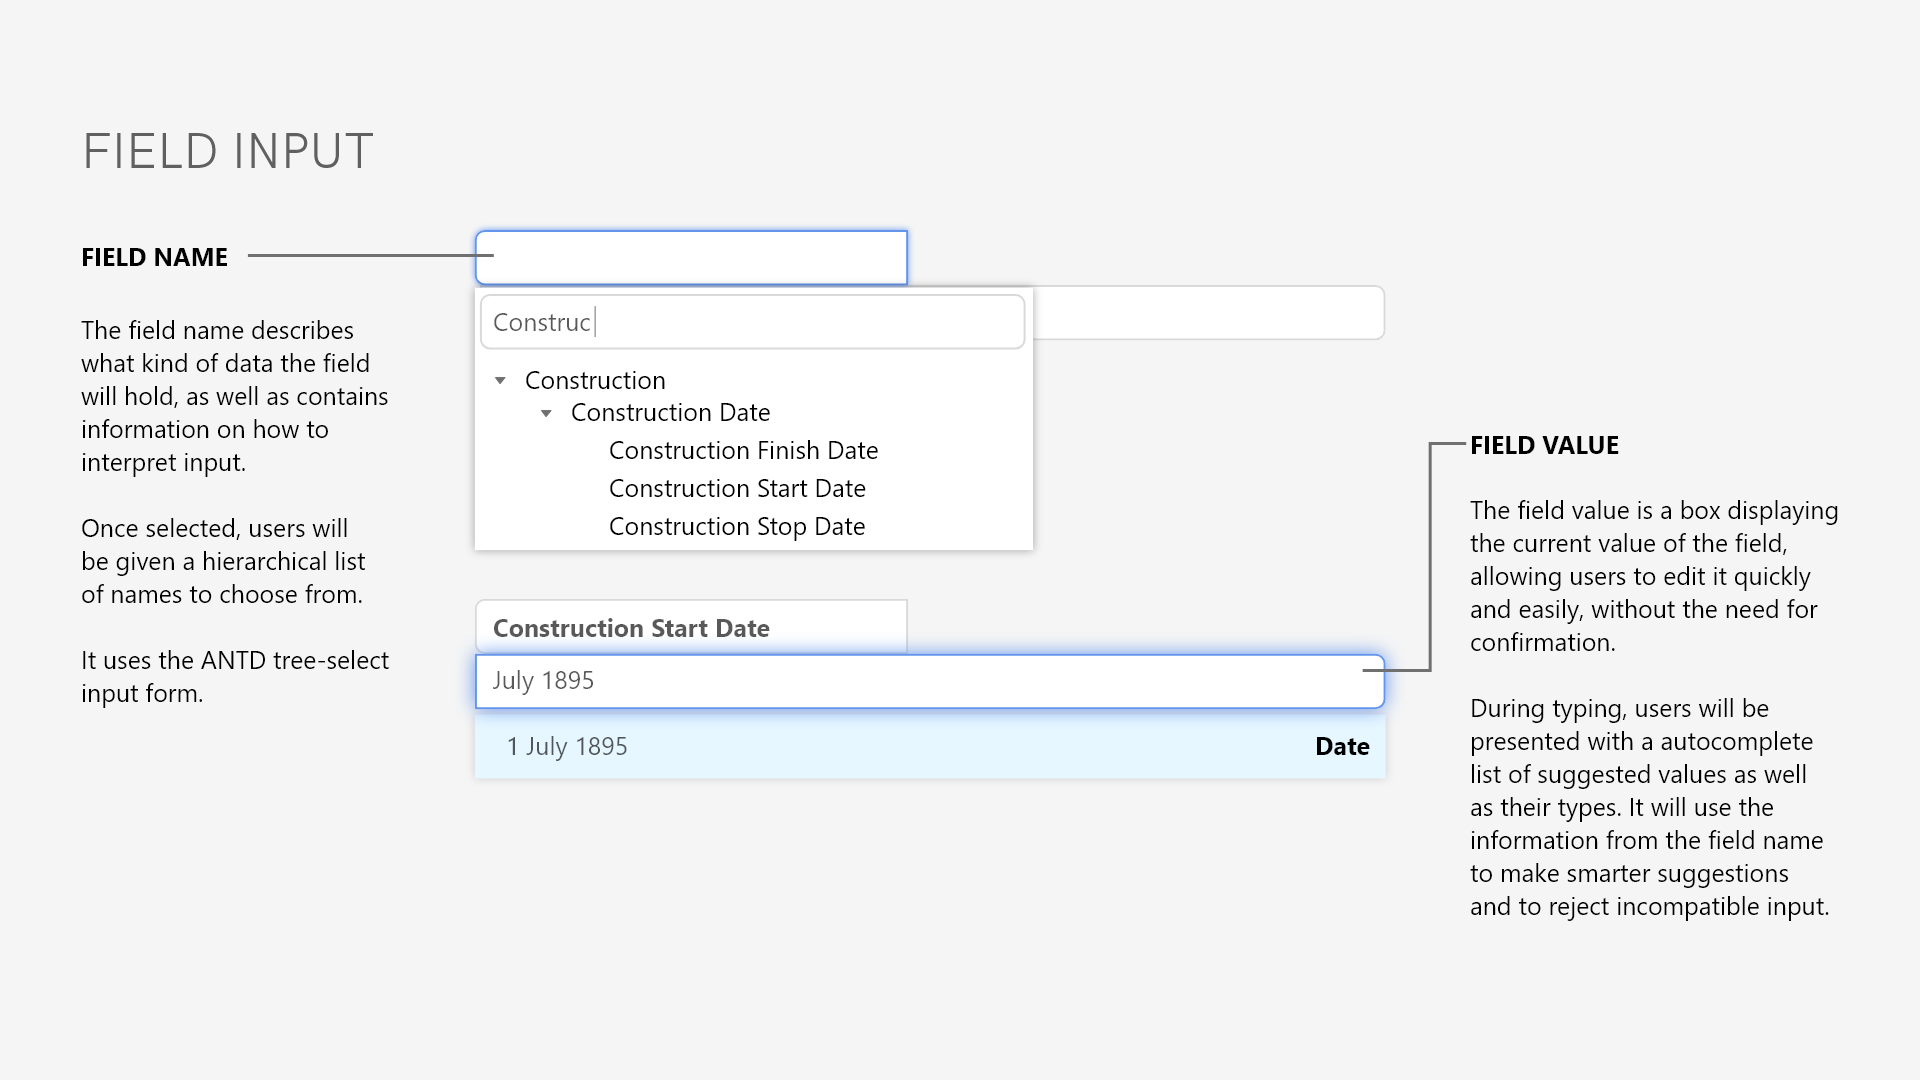 FIELD INPUT
FIELD NAME
The field name describes
what kind of data the field
will hold, as well as contains
information on how to
interpret input.
Once selected, users will
be given a hierarchical list
of names to choose from.
It uses the ANTD tree-select
input form.
Construc
Construction
Construction Date
Construction Finish Date
Construction Start Date
Construction Stop Date
Construction Start Date
July 1895
1 July 1895
Date
FIELD VALUE
The field value is a box displaying
the current value of the field,
allowing users to edit it quickly
and easily, without the need for
confirmation.
During typing, users will be
presented with a autocomplete
list of suggested values as well
as their types. It will use the
information from the field name
to make smarter suggestions
and to reject incompatible input.